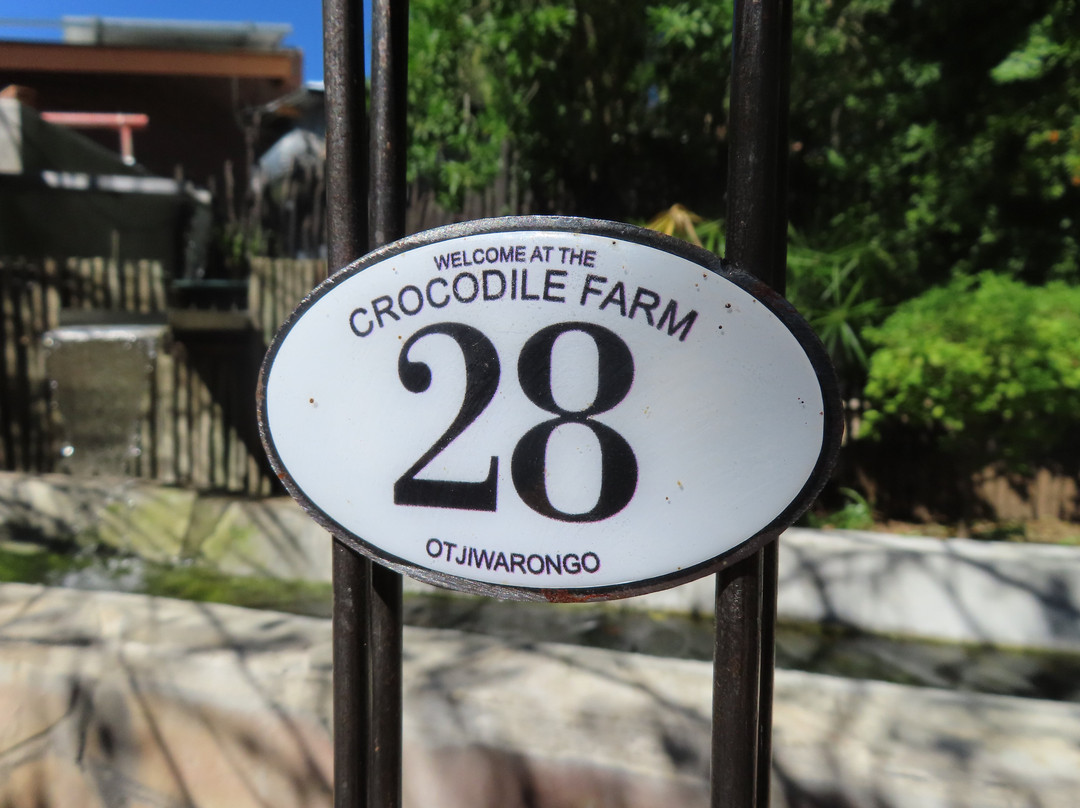 WELCOME AT THE
CROCODILE FARM
28
OTJIWARONGO